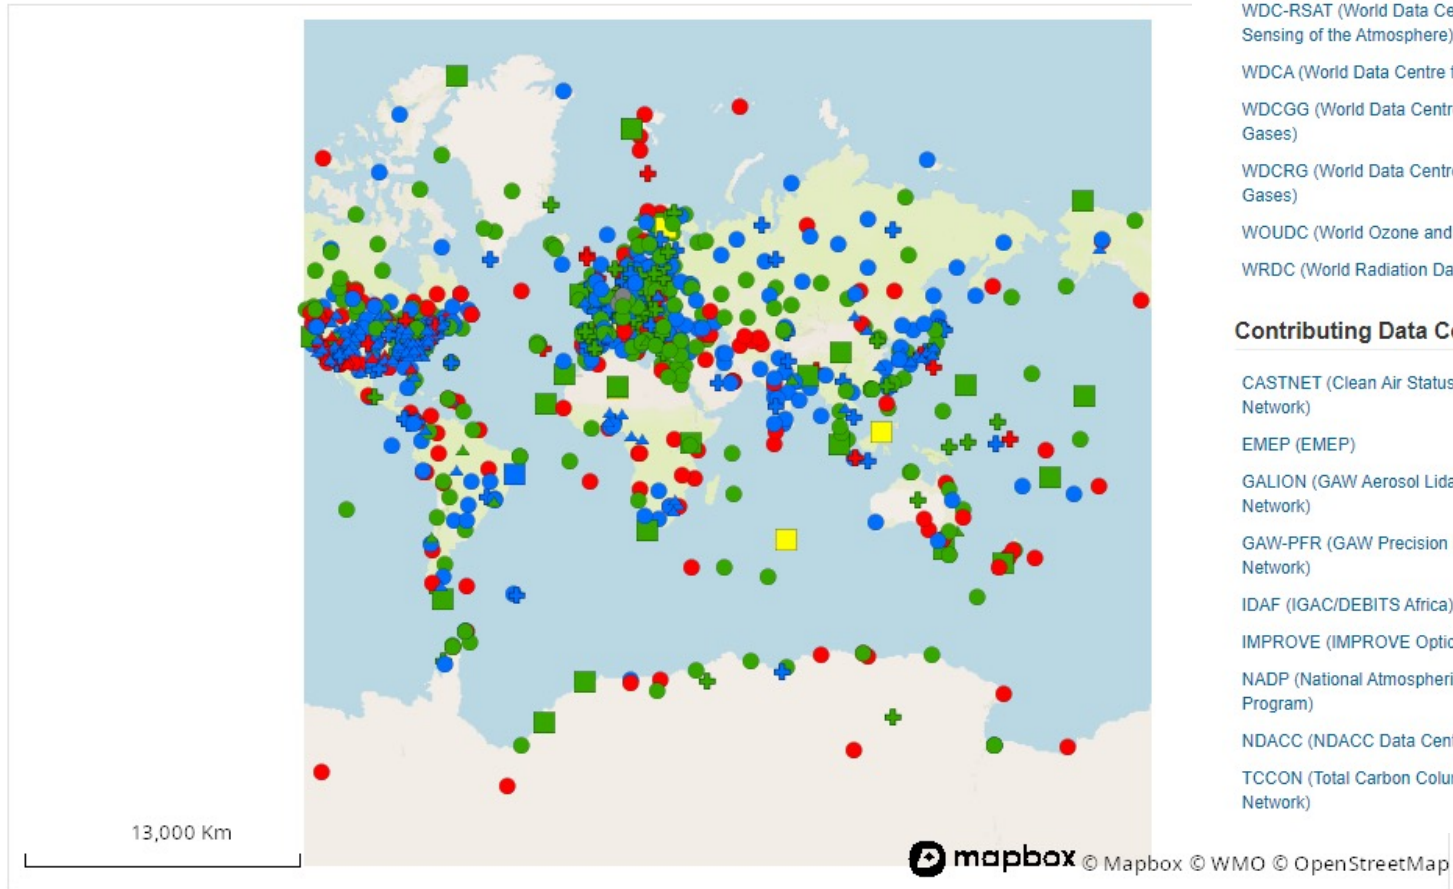 WDC-RSAT (World Data Ce
Sensing of the Atmosphere)
WDCA (World Data Centre
WDCGG (World Data Centr
Gases)
WDCRG (World Data Centr
Gases)
WOUDC (World Ozone and
WRDC (World Radiation Da
Contributing Data C
CASTNET (Clean Air Status
Network)
EMEP (EMEP)
GALION (GAW Aerosol Lida
Network)
GAW-PFR (GAW Precision
Network)
IDAF (IGAC/DEBITS Africa)
IMPROVE (IMPROVE Optic
NADP (National Atmospheri
Program)
NDACC (NDACC Data Cen
TCCON (Total Carbon Colu
Network)
13,000 Km
mapbox © Mapbox © WMO © OpenStreetMap